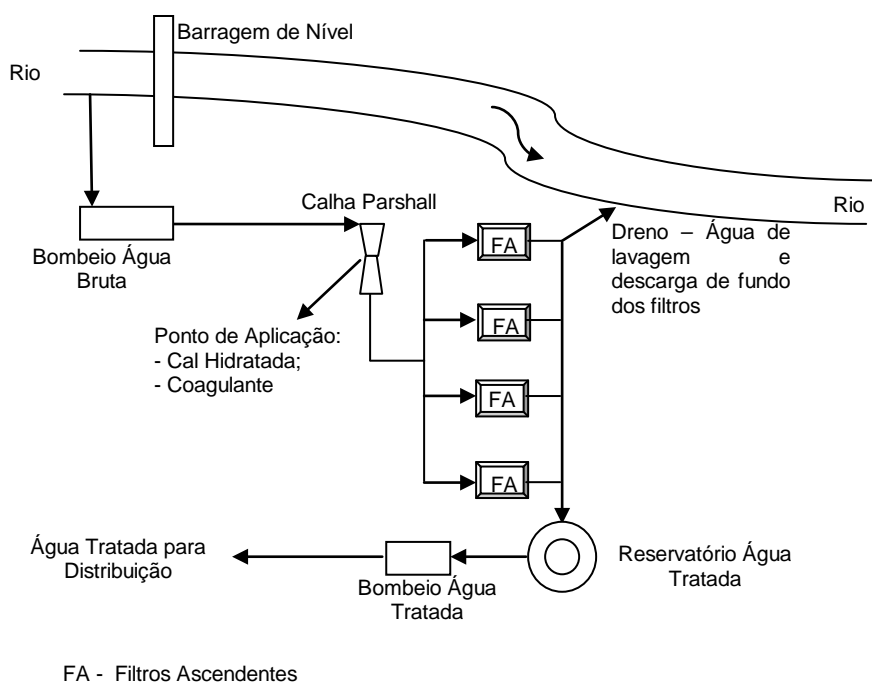 Barragem de Nível
Rio
Rio
Calha Parshall
Bombeio Água
Bruta
Dreno – Água de
lavagem e
descarga de fundo
dos filtros
FA
Ponto de Aplicação:
- Cal Hidratada;
- Coagulante
FA
FA
FA
Água Tratada para
Distribuição
Bombeio Água
Tratada
Reservatório Água
Tratada
FA - Filtros Ascendentes